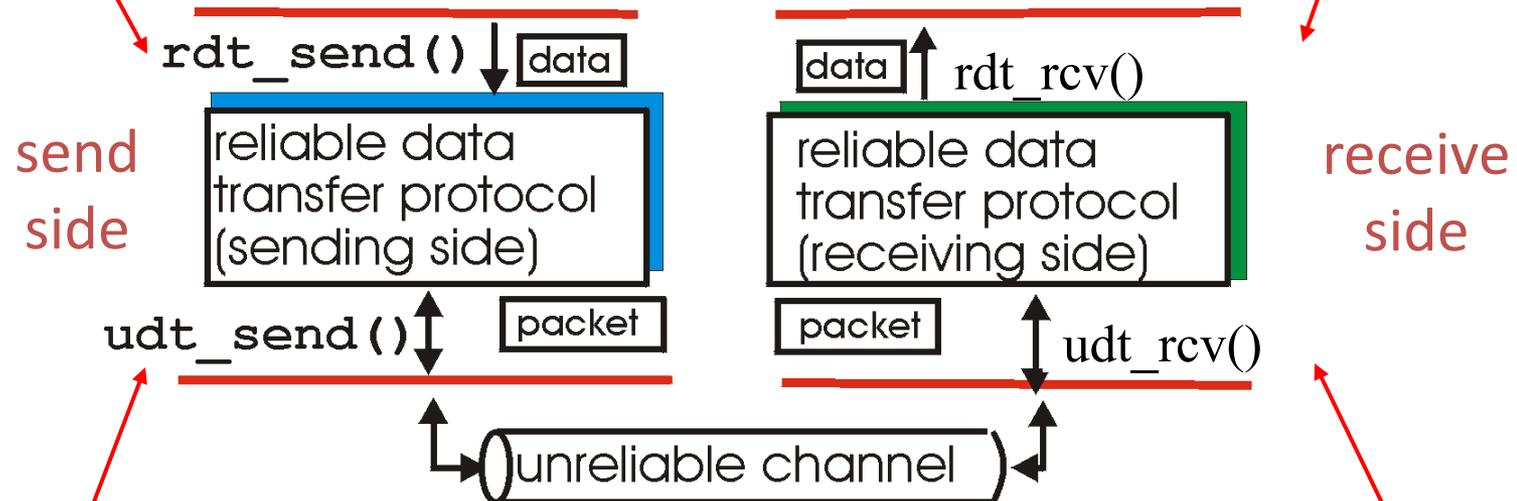 rdt_send()
data
data
rdt_rcv()
send
side
reliable data
transfer protocol
(sending side)
reliable data
transfer protocol
(receiving side)
receive
side
udt_send()
packet
packet
udt_rcv()
unreliable channel